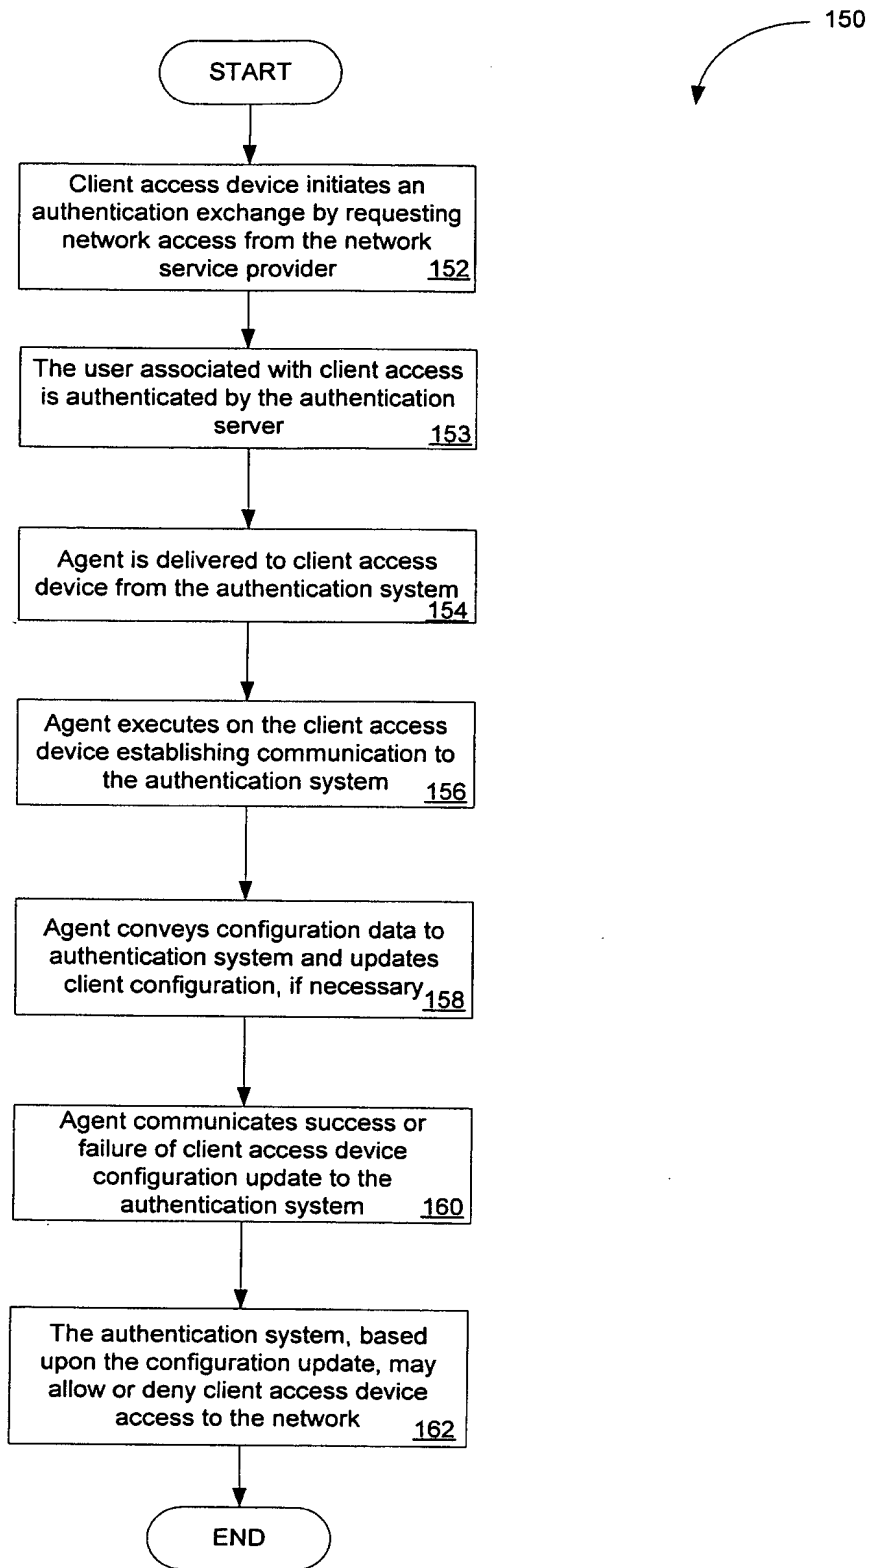 150
START
Client access device initiates an
authentication exchange by requesting
network access from the network
service provider
152
The user associated with client access
is authenticated by the authentication
server
153
Agent is delivered to client access
device from the authentication system
154
Agent executes on the client access
device establishing communication to
the authentication system
156
Agent conveys configuration data to
authentication system and updates
client configuration, if necessary
158
Agent communicates success or
failure of client access device
configuration update to the
authentication system
160
The authentication system, based
upon the configuration update, may
allow or deny client access device
access to the network
162
END